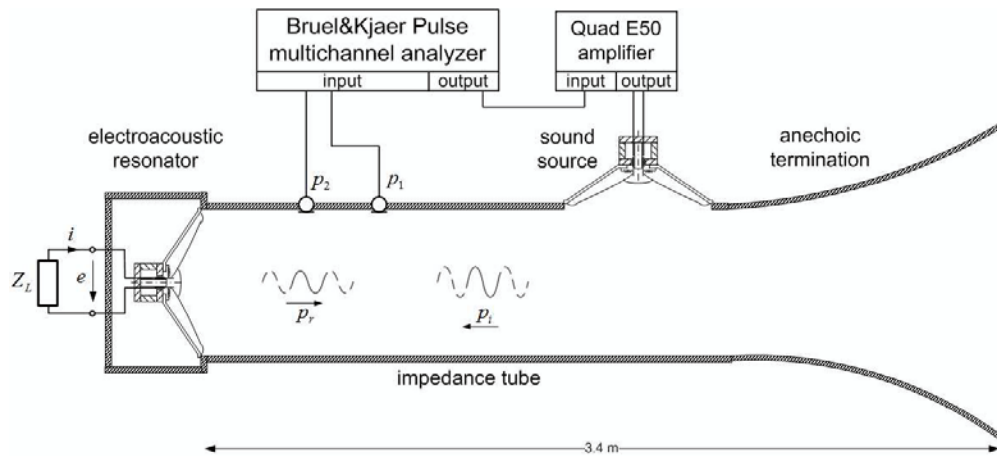 Bruel&Kjaer Pulse
multichannel analyzer
input
output
Quad E50
amplifier
input
output
electroacoustic
resonator
sound
source
anechoic
termination
p2
p1
i
ZL
e
pr
pi
impedance tube
3.4 m